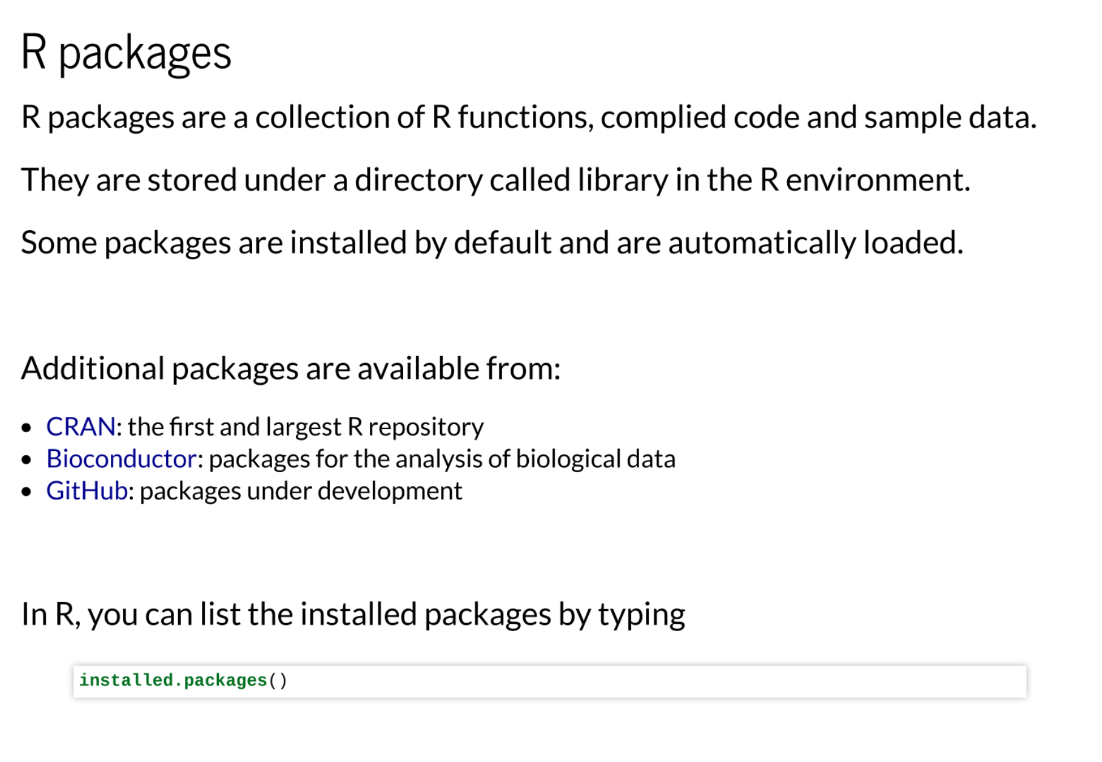 R packages
R packages are a collection of R functions, complied code and sample data.
They are stored under a directory called library in the R environment.
Some packages are installed by default and are automatically loaded.
Additional packages are available from:
• CRAN: the first and largest R repository
• Bioconductor: packages for the analysis of biological data
• GitHub: packages under development
In R, you can list the installed packages by typing
installed.packages()